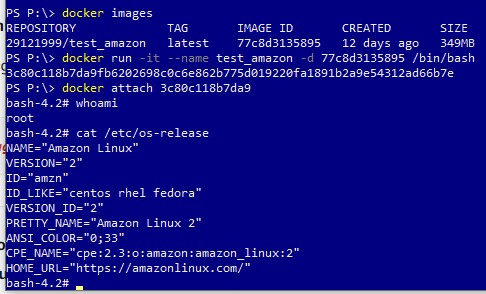 PS P:\> docker images
REPOSITORY TAG IMAGE ID CREATED SIZE
29121999/test_amazon latest 77c8d3135895 12 days ago 349MB
PS P:\> docker run -it --name test_amazon -d 77c8d3135895 /bin/bash
3c80c118b7da9fb6202698c0c6e862b775d019220fa1891b2a9e54312ad66b7e
PS P:\> docker attach 3c80c118b7da9
bash-4.2# whoami
root
bash-4.2# cat /etc/os-release
NAME="Amazon Linux"
VERSION="2"
ID="amzn"
ID_LIKE="centos rhel fedora"
VERSION_ID="2"
PRETTY_NAME="Amazon Linux 2"
ANSI_COLOR="0;33"
CPE_NAME="cpe:2.3:o:amazon:amazon_linux:2"
HOME_URL="https://amazonlinux.com/"
bash-4.2#